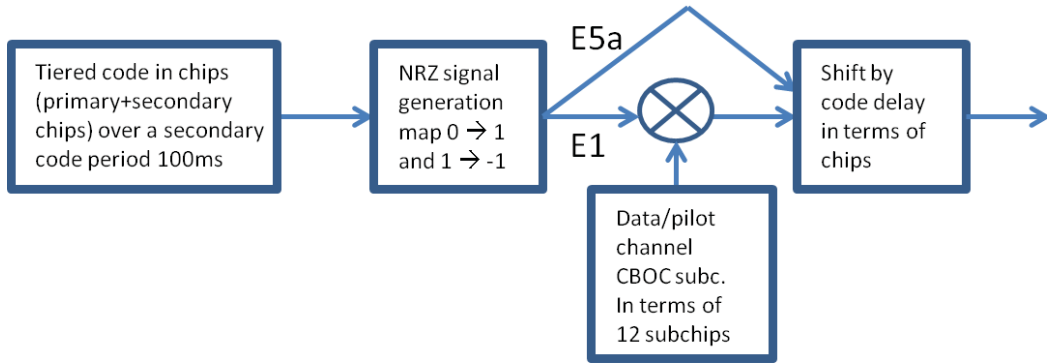 Tiered code in chips
(primary+secondary
chips) over a secondary
code period 100ms
NRZ signal
generation
map 0 → 1
and 1 → -1
E5a
E1
Data/pilot
channel
CBOC subc.
In terms of
12 subchips
Shift by
code delay
in terms of
chips